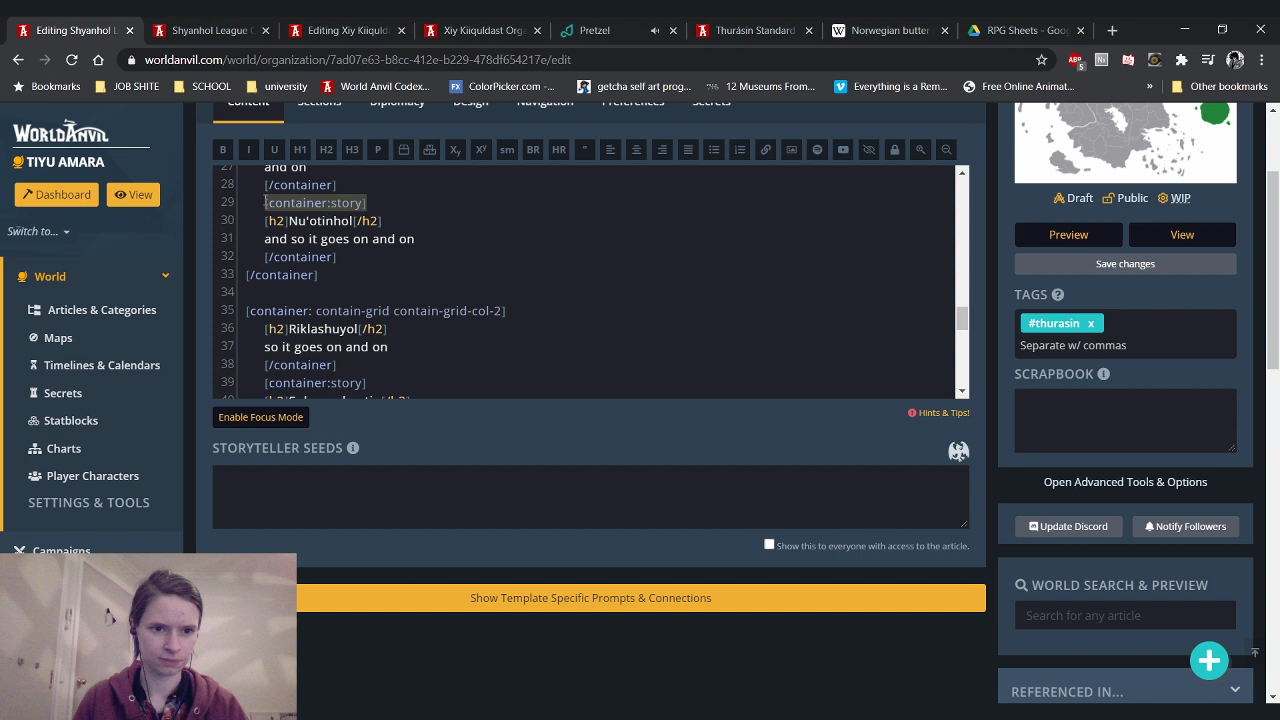 Editing Shyanhol L
Shyanhol League C
Editing Xiy Kiiquld
Xiy Kiiquldast Orga
Pretzel
Thurásin Standard
Norwegian butter
RPG Sheets - Goog
worldanvil.com/world/organization/7ad07e63-b8cc-412e-b229-478df654217e/edit
5
Bookmarks
JOB SHITE
SCHOOL
university
World Anvil Codex...
FX
ColorPicker.com -...
getcha self art prog...
12 Museums From...
Everything is a Rem...
Free Online Animat...
»
Other bookmarks
WORLDANVIL
TIYU AMARA
Dashboard
View
Switch to...
World
Articles & Categories
Maps
Timelines & Calendars
Secrets
Statblocks
Charts
Player Characters
SETTINGS & TOOLS
Campaigns
Content
Sections
Diplomacy
Design
Navigation
Preferences
Secrets
B I U H1 H2 H3 P Xy Xy sm BR HR "
27 and on
28 [/container]
29 [container:story]
30 [h2]Nu'otinhol[/h2]
31 and so it goes on and on
32 [/container]
33 [/container]
34
35 [container: contain-grid contain-grid-col-2]
36 [h2]Riklashuyol[/h2]
37 so it goes on and on
38 [/container]
39 [container:story]
Enable Focus Mode
Hints & Tips!
STORYTELLER SEEDS
Show this to everyone with access to the article.
Show Template Specific Prompts & Connections
Draft
Public
WIP
Preview
View
Save changes
TAGS
#thurasin x
Separate w/ commas
SCRAPBOOK
Open Advanced Tools & Options
Update Discord
Notify Followers
WORLD SEARCH & PREVIEW
Search for any article
REFERENCED IN...